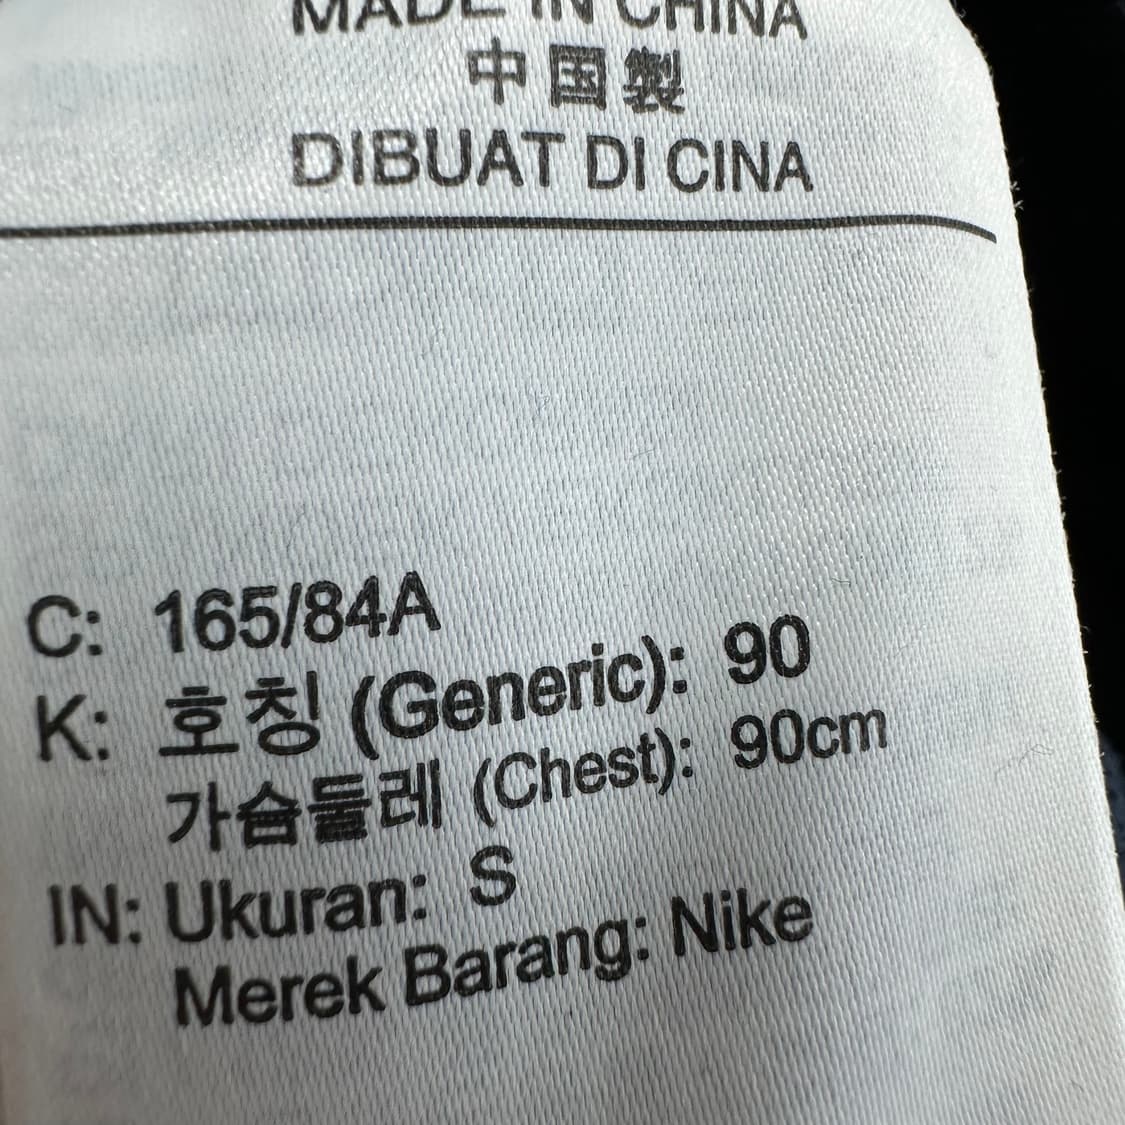 MADE IN CHINA
中国製
DIBUAT DI CINA
C: 165/84A
K: 호칭 (Generic): 90
가슴둘레 (Chest): 90cm
IN: Ukuran: S
Merek Barang: Nike